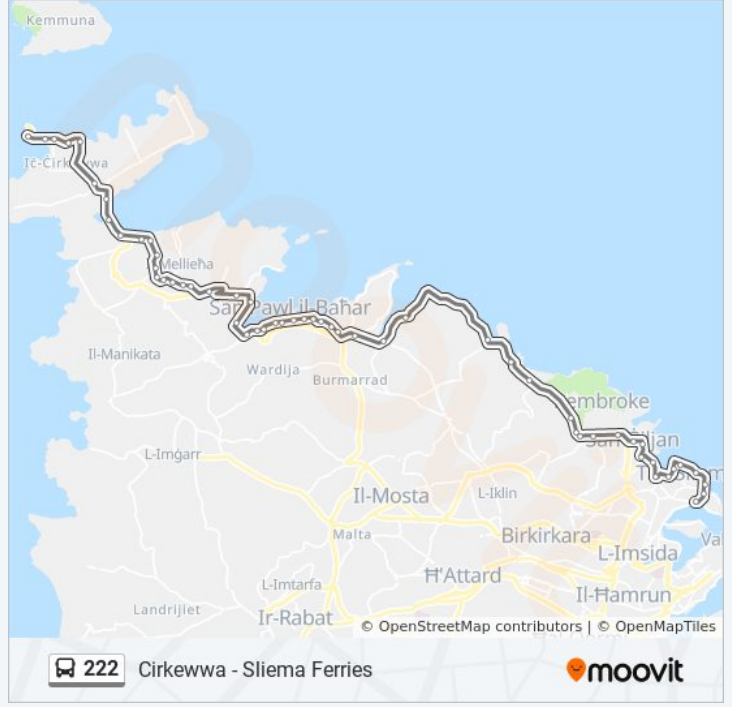 Kemmuna
Iċ-Ċirkewwa
Mellieħa
San Pawl il-Baħar
Il-Manikata
Wardija
Burmarrad
Pembroke
San Ġiljan
L-Imġarr
Il-Mosta
L-Iklin
Malta
Birkirkara
L-Imsida
Ħ'Attard
L-Imtarfa
Il-Ħamrun
Landrijiet
Ir-Rabat
© OpenStreetMap contributors | © OpenMapTiles
222 Cirkewwa - Sliema Ferries
moovit